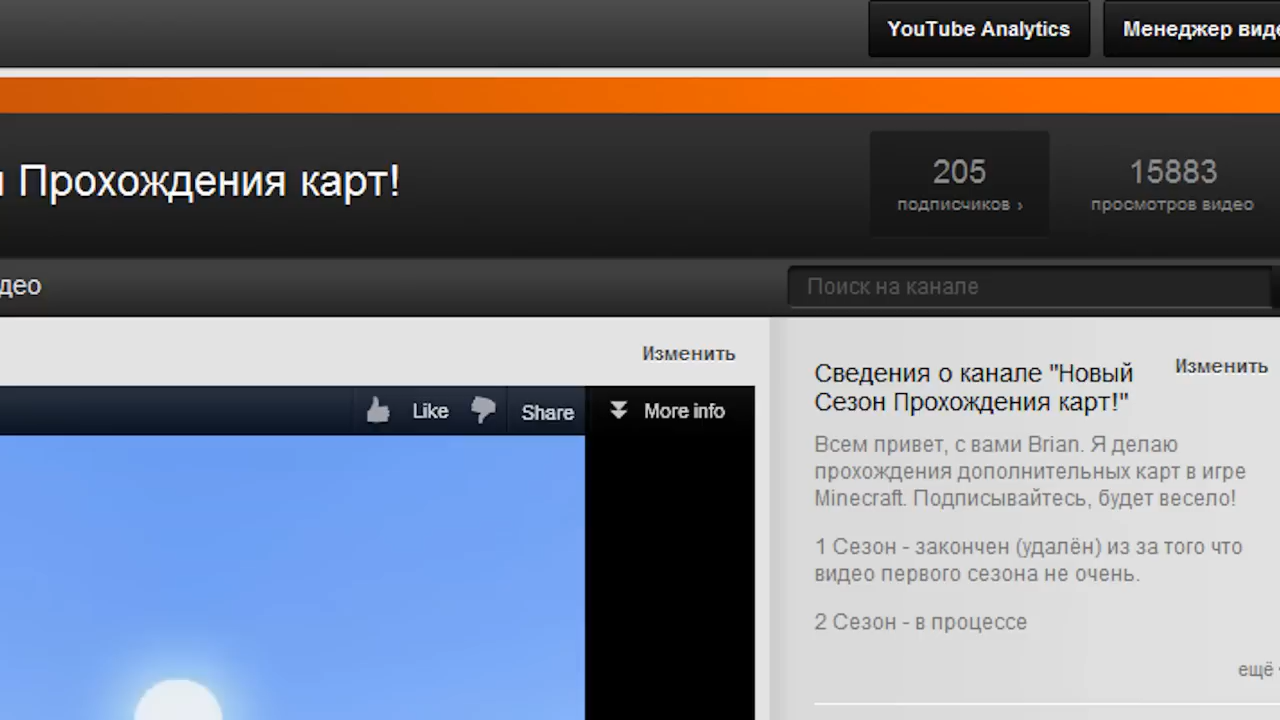 YouTube Analytics
Менеджер виде
Прохождения карт!
205
подписчиков ›
15883
просмотров видео
део
Поиск на канале
Изменить
Like
Share
More info
Сведения о канале "Новый
Сезон Прохождения карт!"
Изменить
Всем привет, с вами Brian. Я делаю
прохождения дополнительных карт в игре
Minecraft. Подписывайтесь, будет весело!
1 Сезон - закончен (удалён) из за того что
видео первого сезона не очень.
2 Сезон - в процессе
ещё